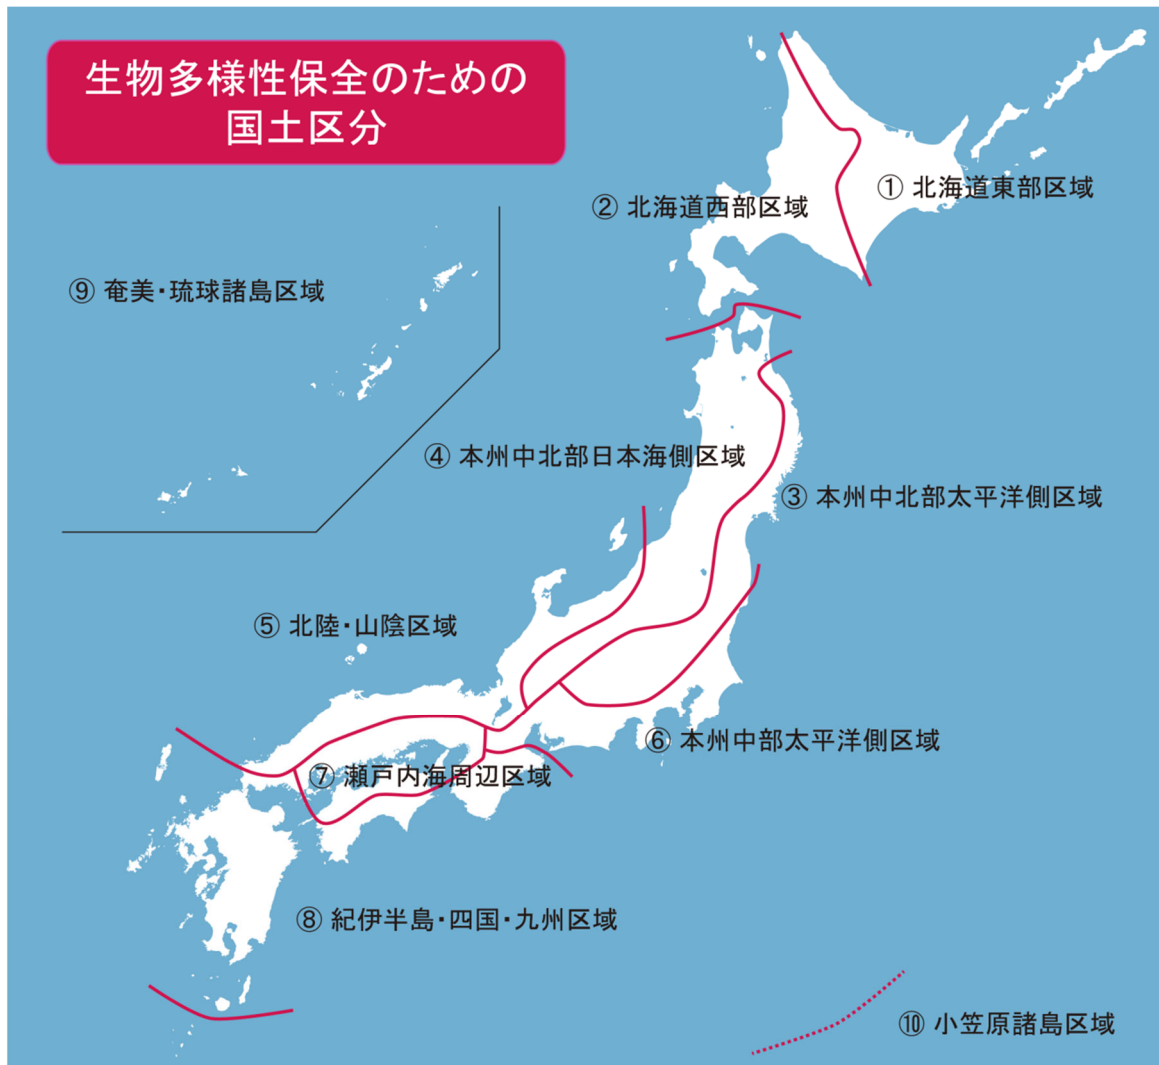 生物多様性保全のための
国土区分
① 北海道東部区域
② 北海道西部区域
⑨ 奄美・琉球諸島区域
④ 本州中北部日本海側区域
③ 本州中北部太平洋側区域
⑤ 北陸・山陰区域
⑥ 本州中部太平洋側区域
⑦ 瀬戸内海周辺区域
⑧ 紀伊半島・四国・九州区域
⑩ 小笠原諸島区域